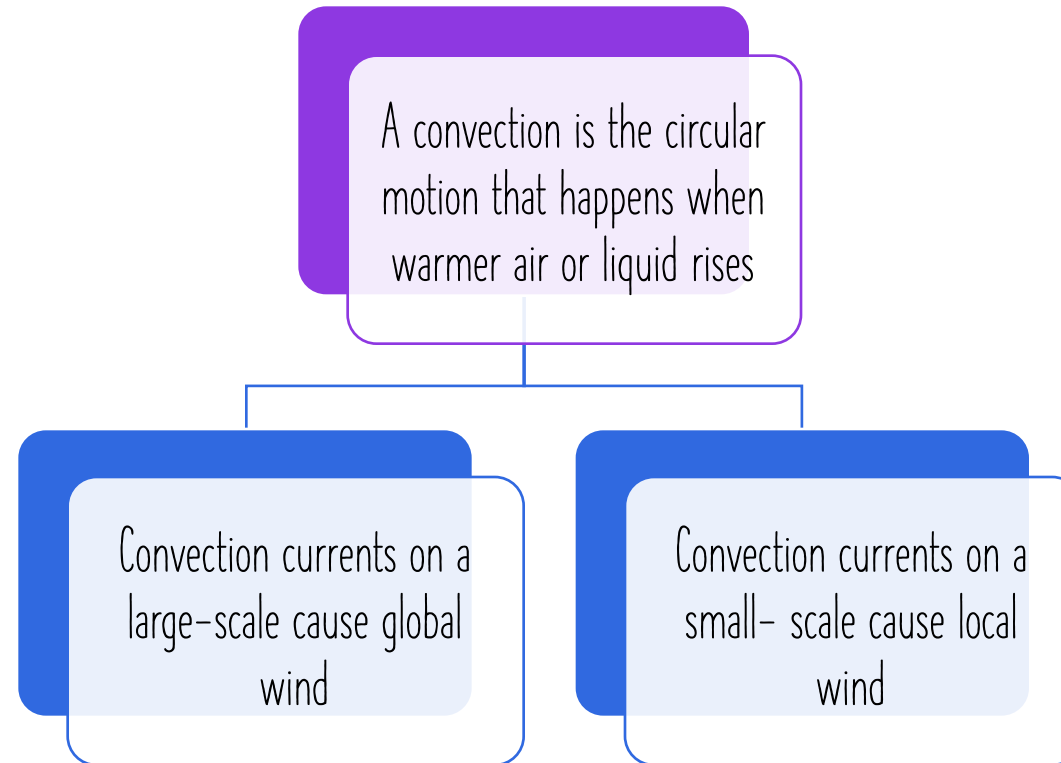 A convection is the circular
motion that happens when
warmer air or liquid rises
Convection currents on a
large-scale cause global
wind
Convection currents on a
small- scale cause local
wind